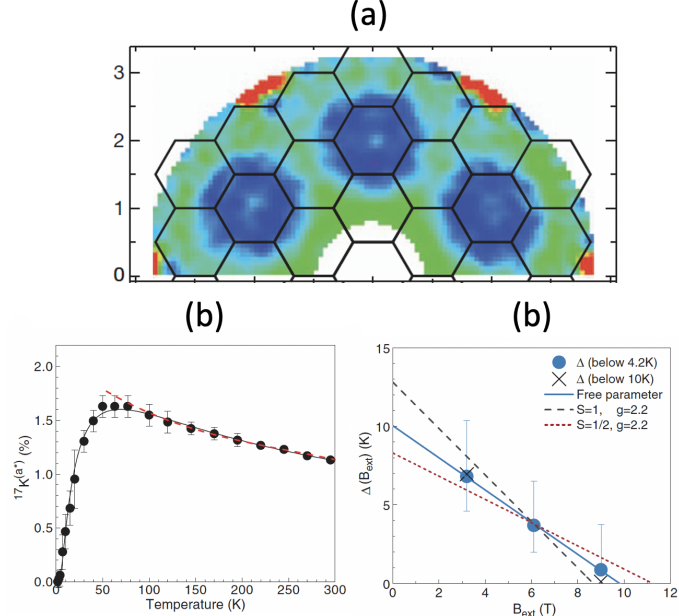 (a)
3
2
1
0
(b)
(b)
2.0
1.5
1.0
0.5
0.0
¹⁷K⁽ᵃ*⁾ (%)
0 50 100 150 200 250 300
Temperature (K)
15
10
5
0
Δ (B_ext) (K)
Δ (below 4.2K)
Δ (below 10K)
Free parameter
S=1, g=2.2
S=1/2, g=2.2
0 2 4 6 8 10 12
B_ext (T)